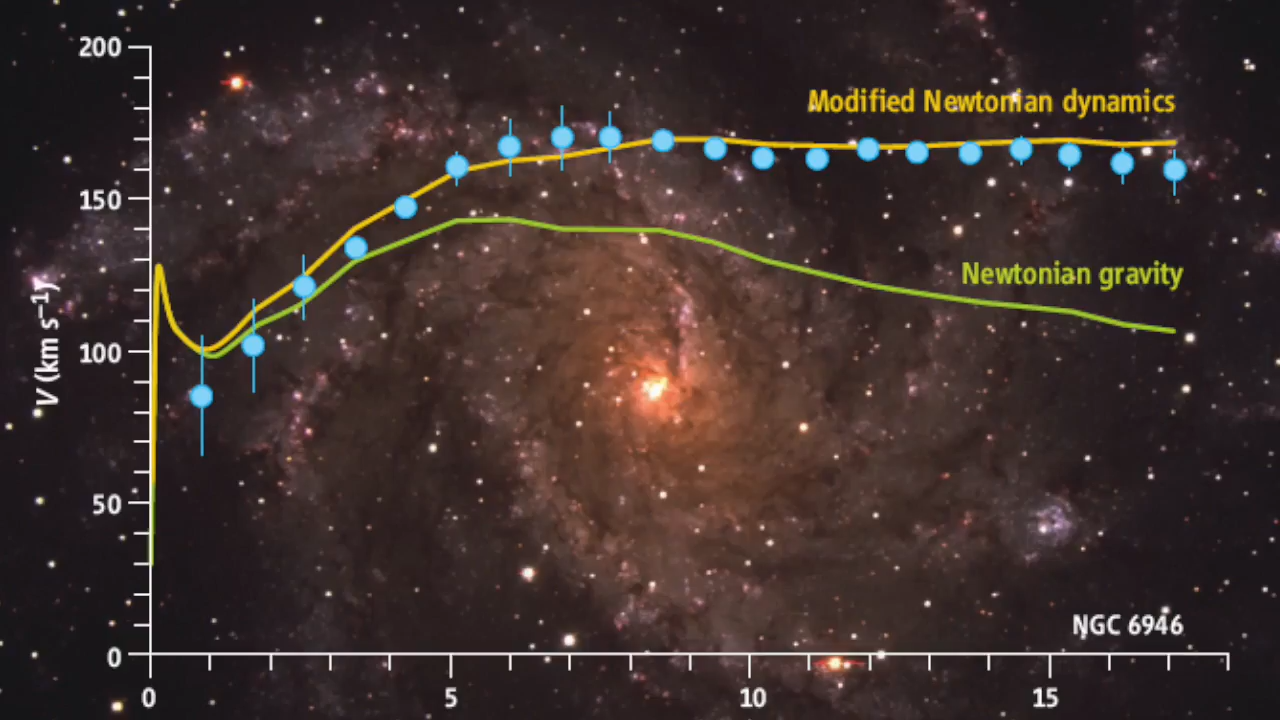 200
Modified Newtonian dynamics
150
Newtonian gravity
V (km s⁻¹)
100
50
NGC 6946
0
0 5 10 15